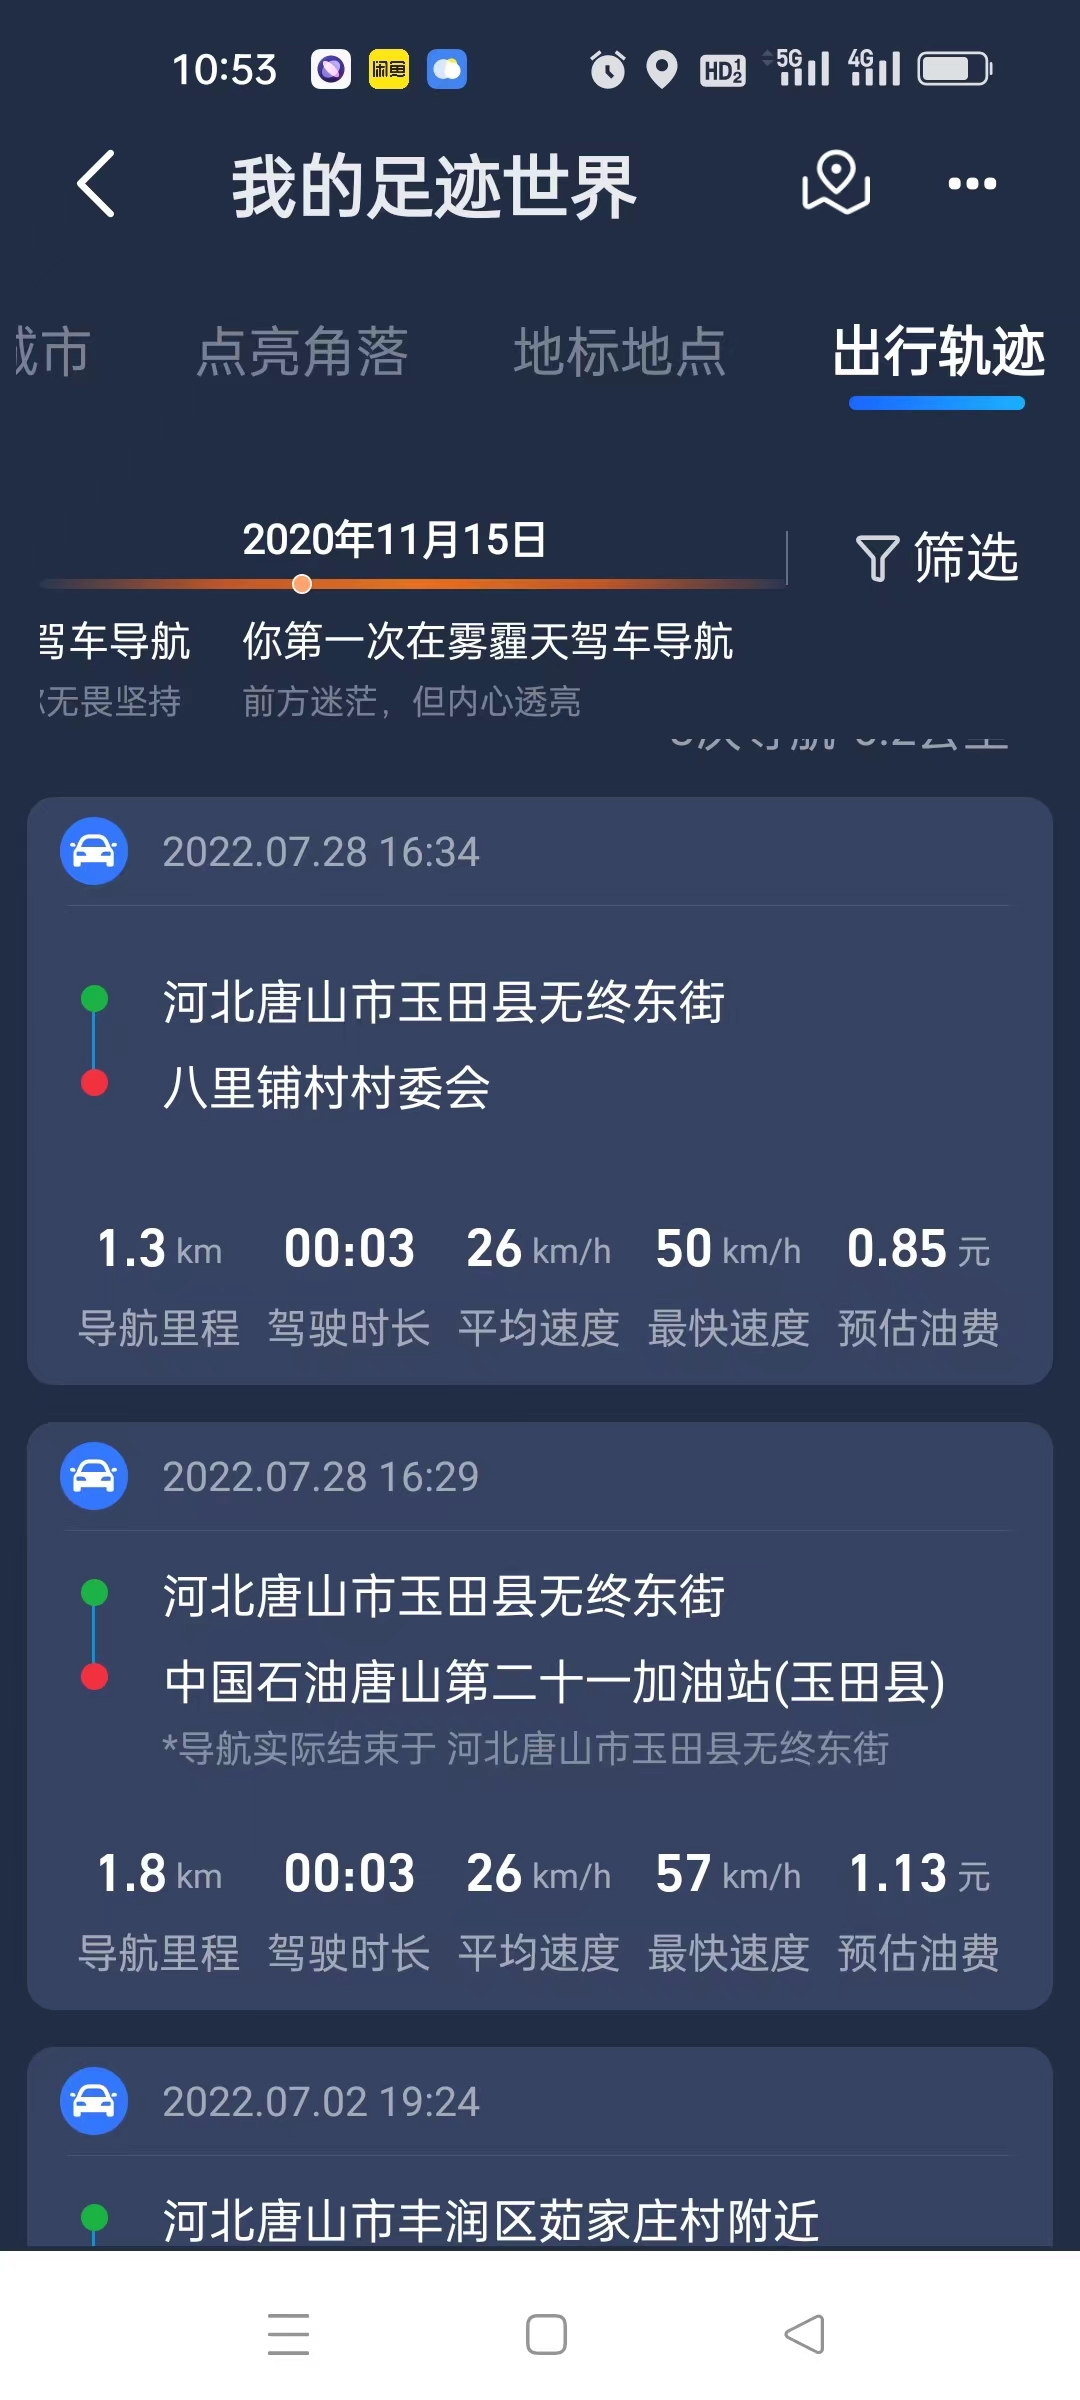 10:53 闲鱼 HD 1 2 5G 4G
我的足迹世界
城市 点亮角落 地标地点 出行轨迹
2020年11月15日 筛选
驾车导航 你第一次在雾霾天驾车导航
无畏坚持 前方迷茫，但内心透亮
2022.07.28 16:34
河北唐山市玉田县无终东街
八里铺村村委会
1.3 km 00:03 26 km/h 50 km/h 0.85 元
导航里程 驾驶时长 平均速度 最快速度 预估油费
2022.07.28 16:29
河北唐山市玉田县无终东街
中国石油唐山第二十一加油站(玉田县)
*导航实际结束于 河北唐山市玉田县无终东街
1.8 km 00:03 26 km/h 57 km/h 1.13 元
导航里程 驾驶时长 平均速度 最快速度 预估油费
2022.07.02 19:24
河北唐山市丰润区茹家庄村附近